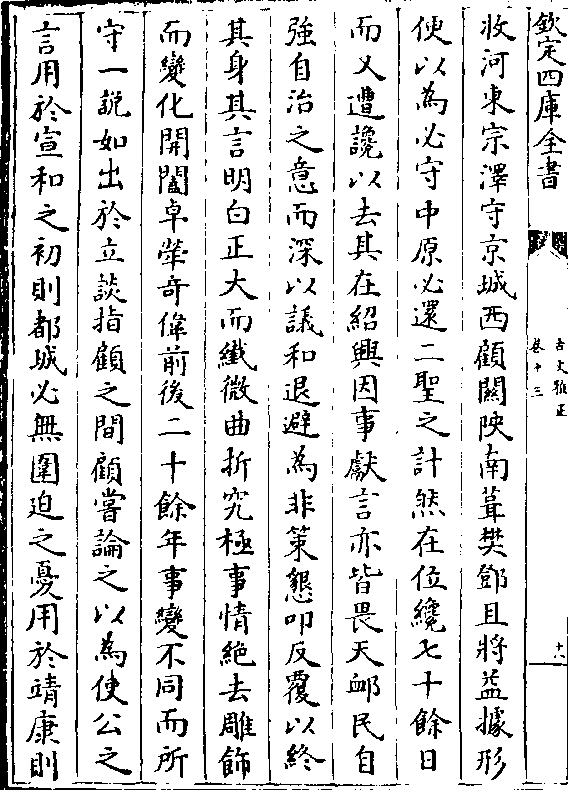 欽定四庫全書
古文雅正
卷十三
十八
收河東宗澤守京城西顧關陜南葺樊鄧且將益據形
使以為必守中原必還二聖之計然在位纔七十餘日
而又遭讒以去其在紹興因事獻言亦皆畏天䘏民自
強自治之意而深以議和退避為非策懇叩反覆以終
其身其言明白正大而纖微曲折究極事情絶去雕飾
而變化開闔卓犖奇偉前後二十餘年事變不同而所
守一説如出於立談指顧之間顧嘗論之以為使公之
言用於宣和之初則都城必無圍迫之憂用於靖康則